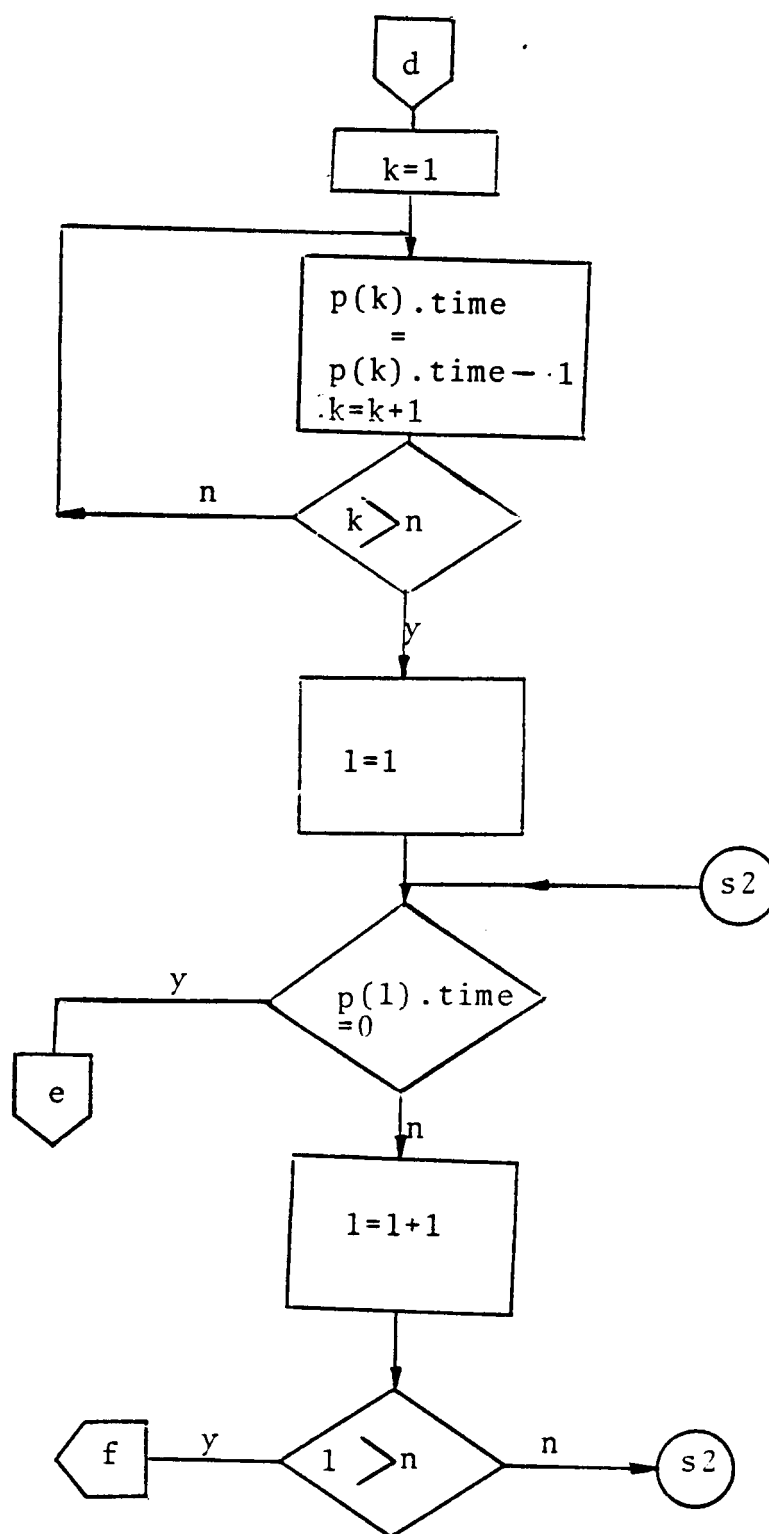 d
k=1
p(k).time
=
p(k).time-1
k=k+1
n
k>n
y
l=1
s2
y
p(l).time
=0
e
n
l=l+1
f
y
l>n
n
s2